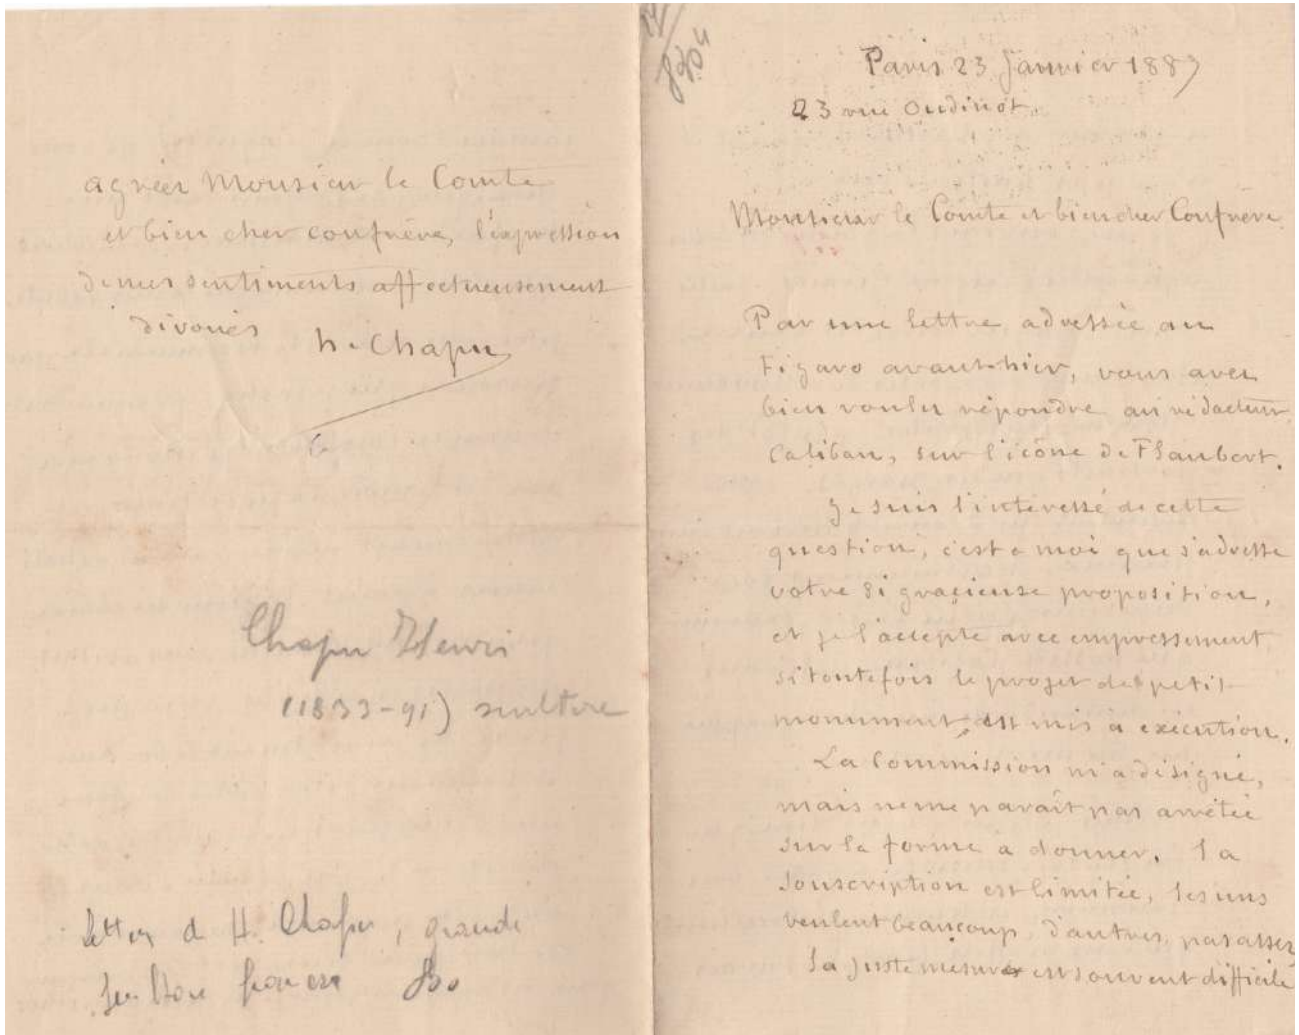 Paris 23 Janvier 1887
23 rue Oudinot.
Monsieur le Comte et bien cher Confrère.
Par une lettre adressée au
Figaro avant-hier, vous avez
bien voulu répondre au rédacteur
Caliban, sur l'icône de Flaubert.
Je suis l'intéressé de cette
question, c'est a moi que s'adresse
votre si gracieuse proposition,
et je l'accepte avec empressement
si toutefois le projet de petit
monument, est mis à exécution.
La Commission m'a désigné,
mais ne me paraît pas arrêtée
sur la forme à donner. la
souscription est limitée, les uns
veulent beaucoup, d'autres, pas assez
la juste mesure est souvent difficile
agréer Monsieur le Comte
et bien cher confrère, l'expression
de mes sentiments affectueusement
dévoués h. Chapu
Chapu Henri
(1833-91) scultore
letter d H. Chapu, grande
scultore francese